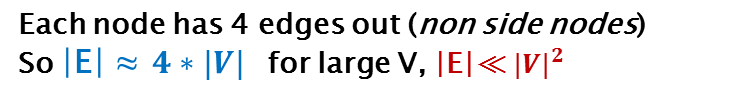 Each node has 4 edges out (non side nodes)
So |E| ≈ 4 * |V| for large V, |E|≪|V|²